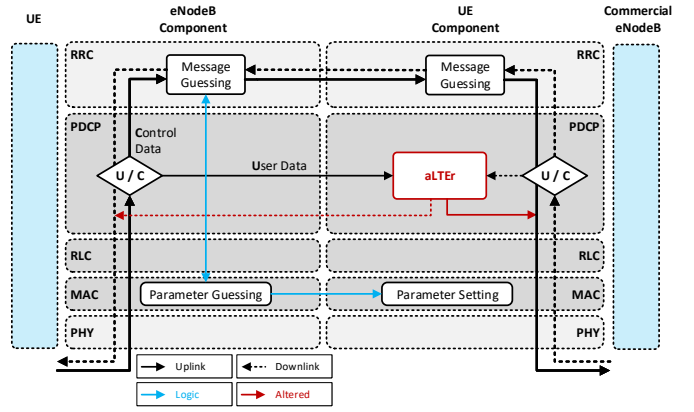 UE
eNodeB
Component
UE
Component
Commercial
eNodeB
RRC
Message
Guessing
Message
Guessing
RRC
PDCP
Control
Data
PDCP
U / C
User Data
aLTEr
U / C
RLC
RLC
MAC
Parameter Guessing
Parameter Setting
MAC
PHY
PHY
Uplink
Downlink
Logic
Altered